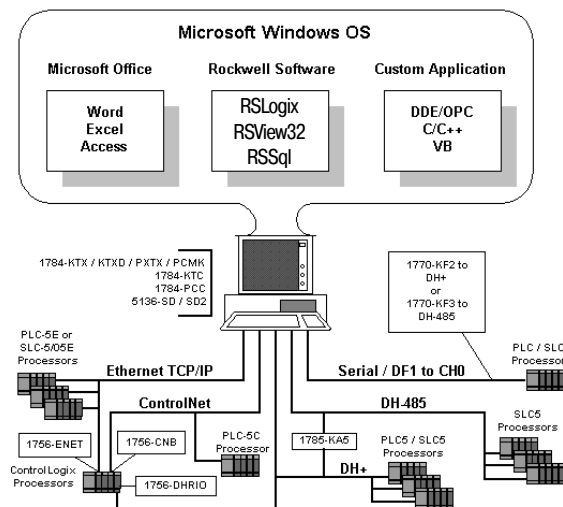 Microsoft Windows OS
Microsoft Office
Rockwell Software
Custom Application
Word
Excel
Access
RSLogix
RSView32
RSSql
DDE/OPC
C/C++
VB
1784-KTX / KTXD / PXTX / PCMK
1784-KTC
1784-PCC
5136-SD / SD2
1770-KF2 to
DH+
or
1770-KF3 to
DH-485
PLC-5E or
SLC-5/05E
Processors
PLC / SLC
Processors
Ethernet TCP/IP
Serial / DF1 to CH0
ControlNet
DH-485
SLC5
Processors
1756-ENET
1756-CNB
PLC-5C
Processor
1785-KA5
PLC5 / SLC5
Processors
ControlLogix
Processors
1756-DHRIO
DH+